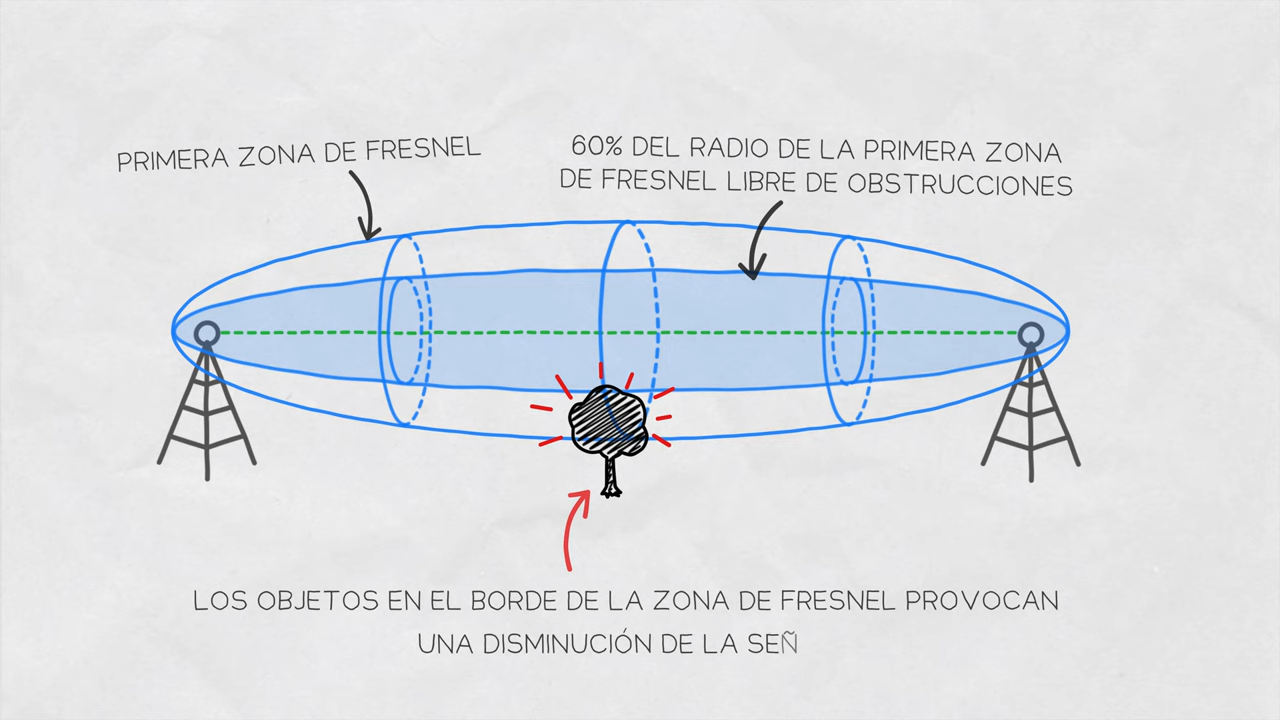 PRIMERA ZONA DE FRESNEL
60% DEL RADIO DE LA PRIMERA ZONA
DE FRESNEL LIBRE DE OBSTRUCCIONES
LOS OBJETOS EN EL BORDE DE LA ZONA DE FRESNEL PROVOCAN
UNA DISMINUCIÓN DE LA SEÑ